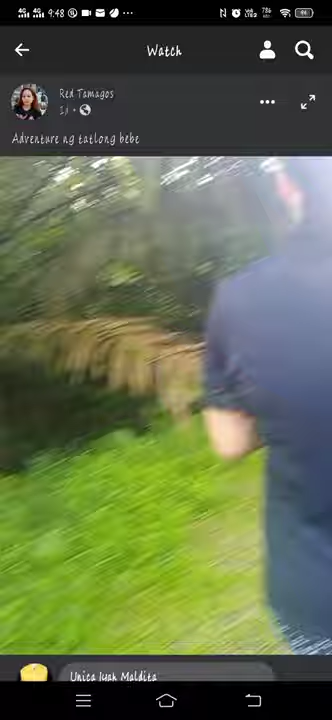 9:48
Watch
Red Tamagos
Adventure ng tatlong bebe
Unica Iyah Maldita